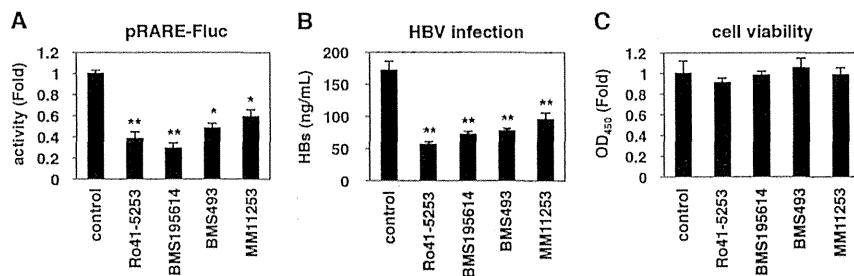 A
pRARE-Fluc
activity (Fold)
1.2
1
0.8
0.6
0.4
0.2
0
**
**
*
*
control
Ro41-5253
BMS195614
BMS493
MM11253
B
HBV infection
HBs (ng/mL)
200
150
100
50
0
**
**
**
**
control
Ro41-5253
BMS195614
BMS493
MM11253
C
cell viability
OD450 (Fold)
1.2
1
0.8
0.6
0.4
0.2
0
control
Ro41-5253
BMS195614
BMS493
MM11253